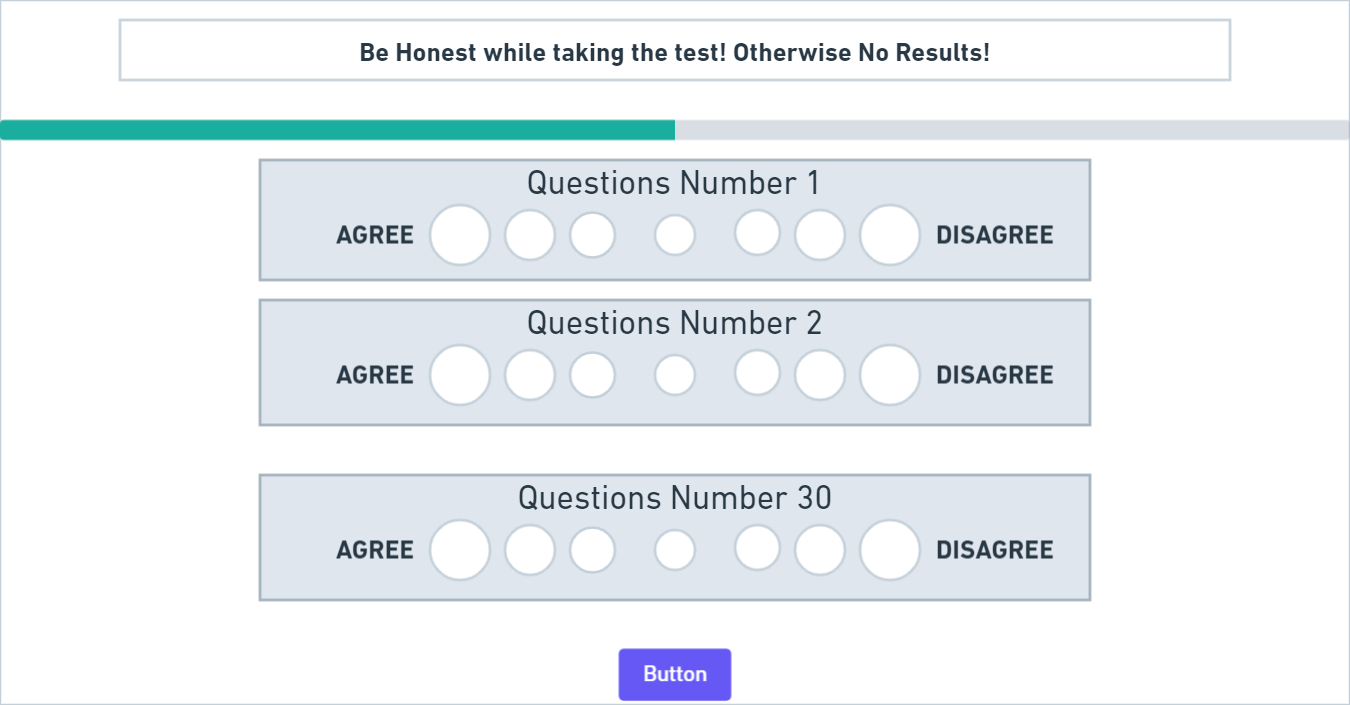 Be Honest while taking the test! Otherwise No Results!
Questions Number 1
AGREE DISAGREE
Questions Number 2
AGREE DISAGREE
Questions Number 30
AGREE DISAGREE
Button